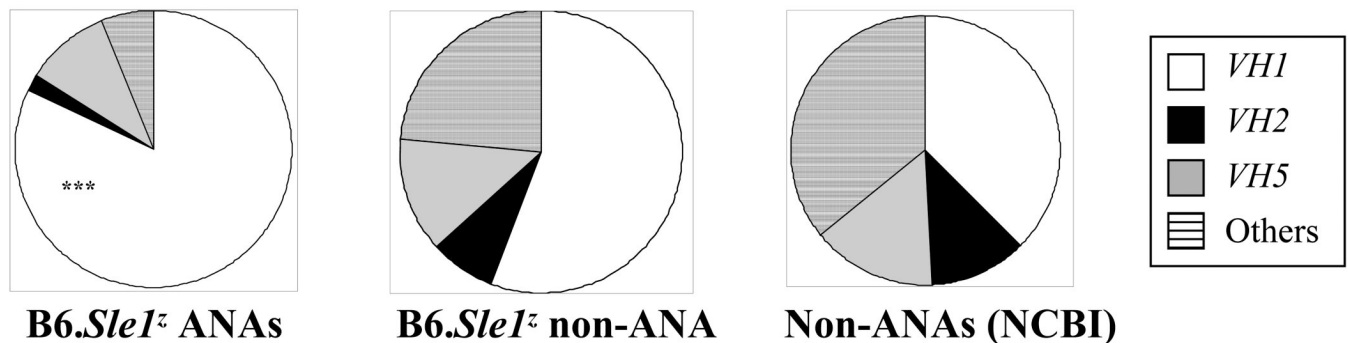 ***
B6.Sle1ᶻ ANAs
B6.Sle1ᶻ non-ANA
Non-ANAs (NCBI)
VH1
VH2
VH5
Others